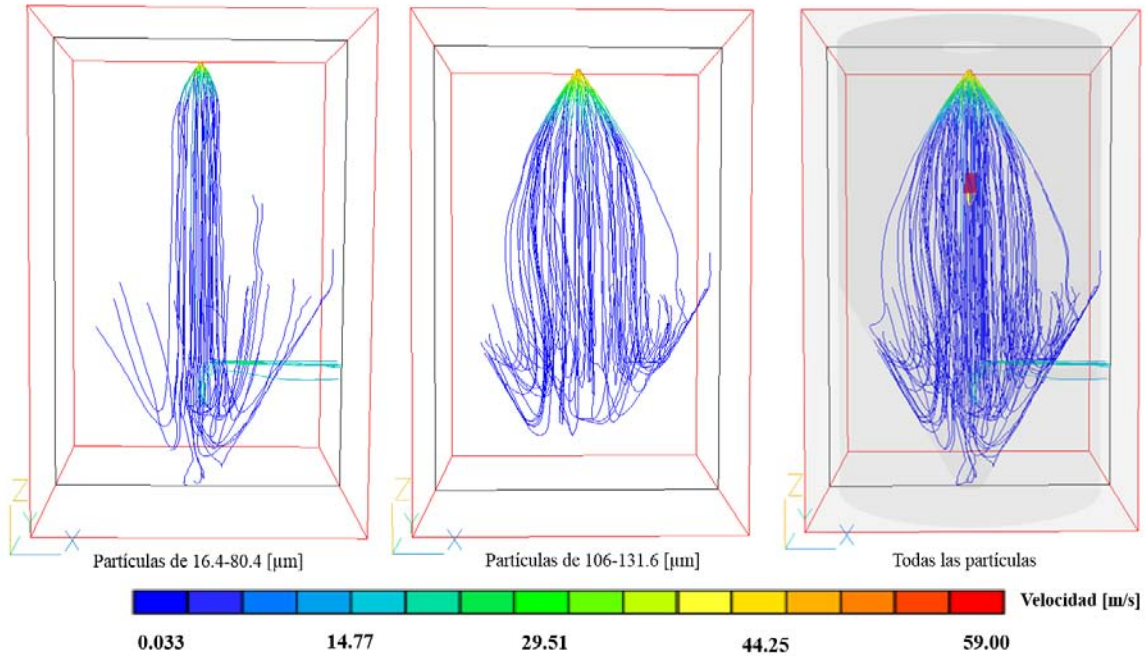 Z
Y
X
Z
Y
X
Z
Y
X
Partículas de 16.4-80.4 [µm]
Partículas de 106-131.6 [µm]
Todas las partículas
Velocidad [m/s]
0.033
14.77
29.51
44.25
59.00